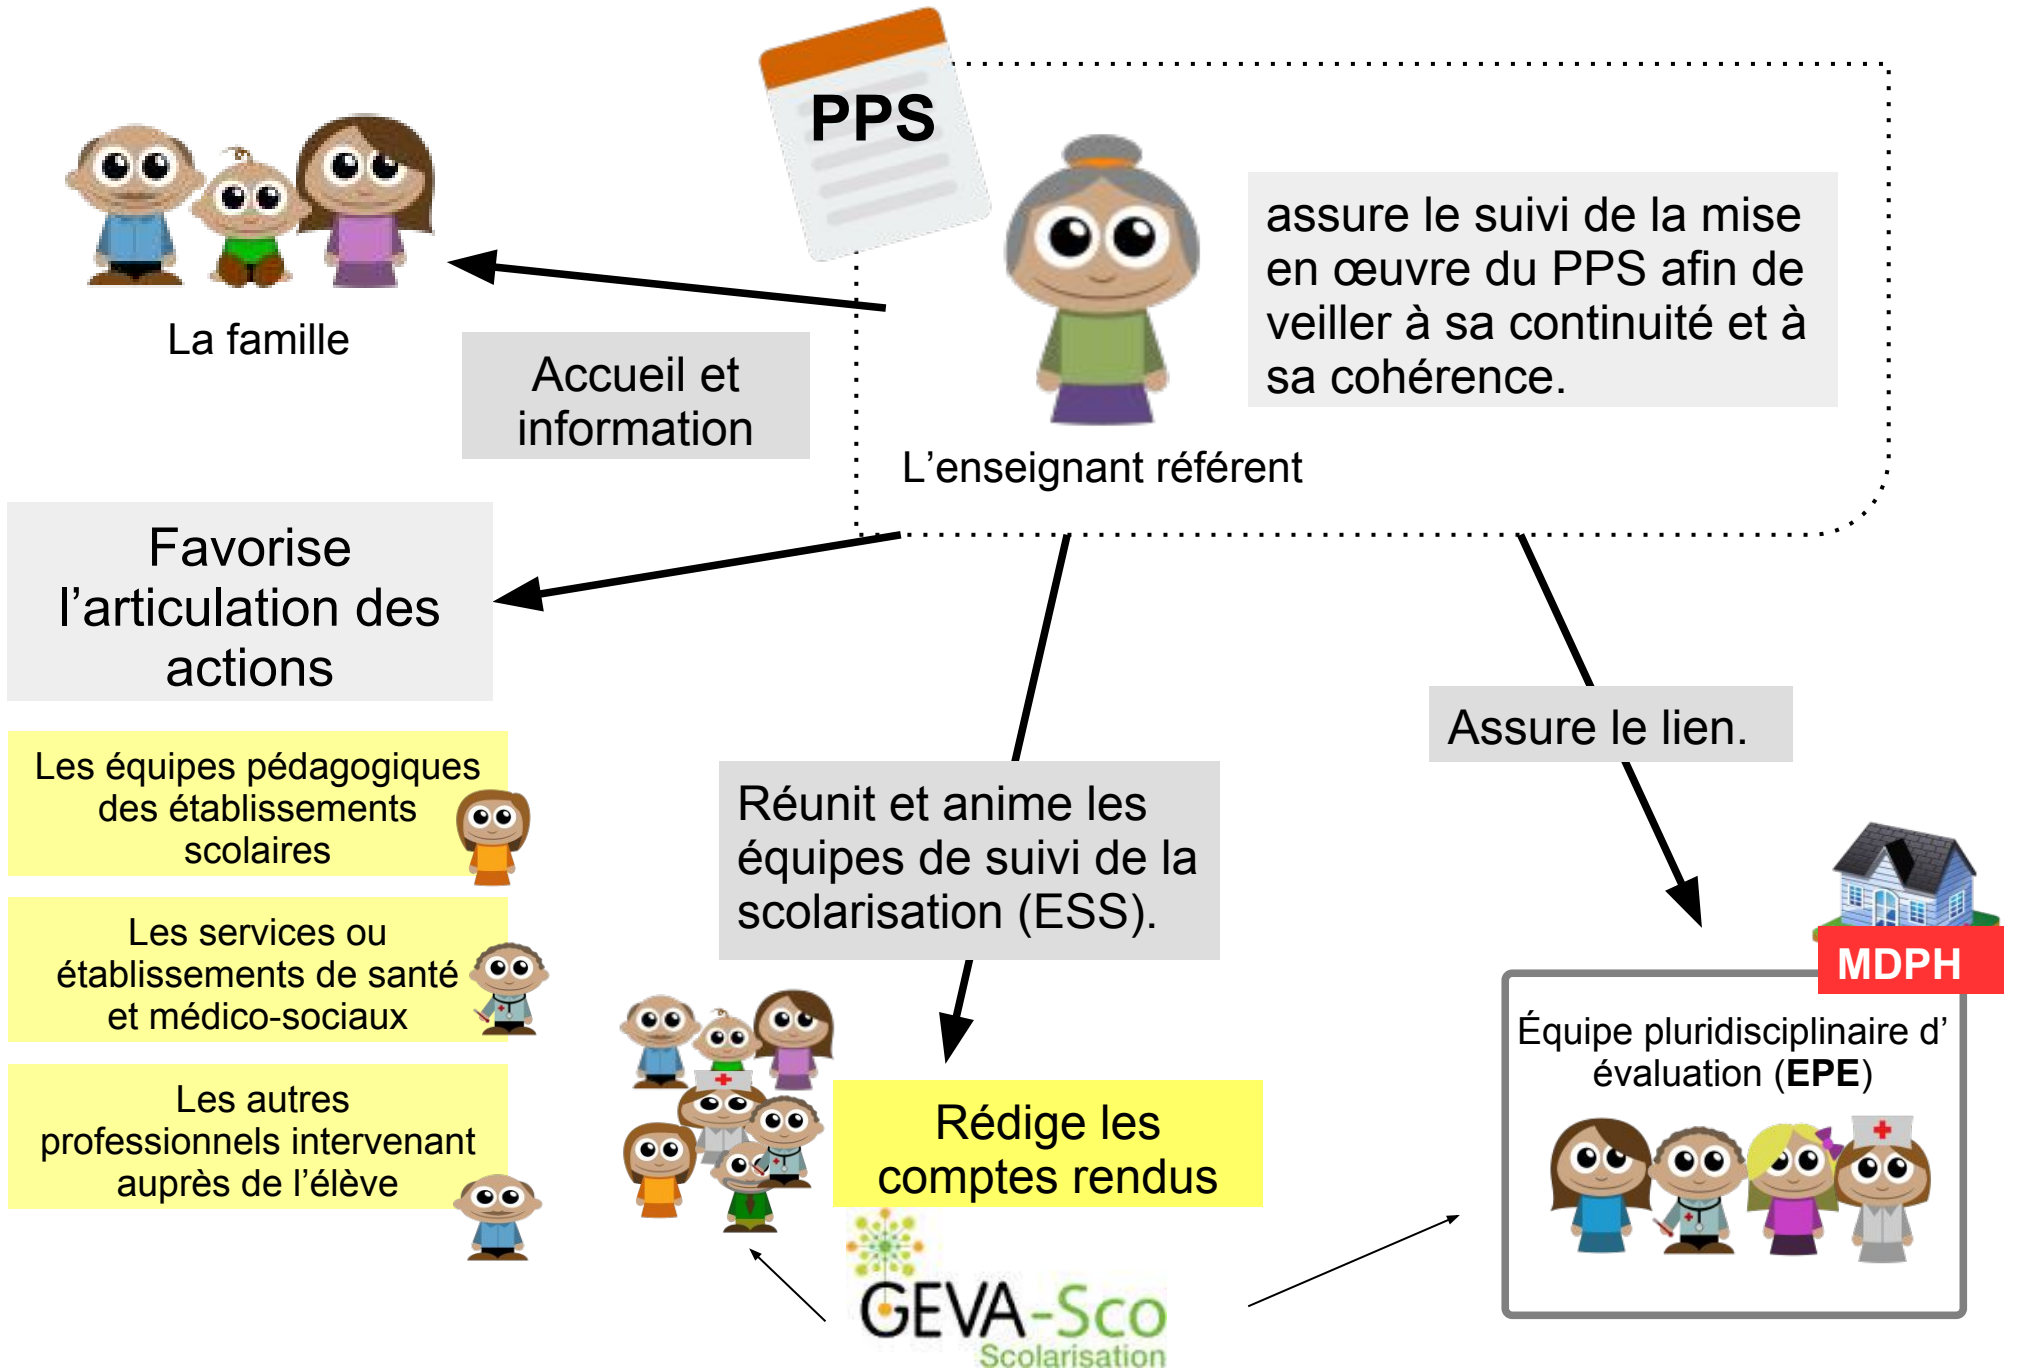 PPS
assure le suivi de la mise
en œuvre du PPS afin de
veiller à sa continuité et à
sa cohérence.
La famille
Accueil et
information
L’enseignant référent
Favorise
l’articulation des
actions
Assure le lien.
Les équipes pédagogiques
des établissements
scolaires
Réunit et anime les
équipes de suivi de la
scolarisation (ESS).
Les services ou
établissements de santé
et médico-sociaux
MDPH
Équipe pluridisciplinaire d’
évaluation (EPE)
Les autres
professionnels intervenant
auprès de l’élève
Rédige les
comptes rendus
GEVA-Sco
Scolarisation